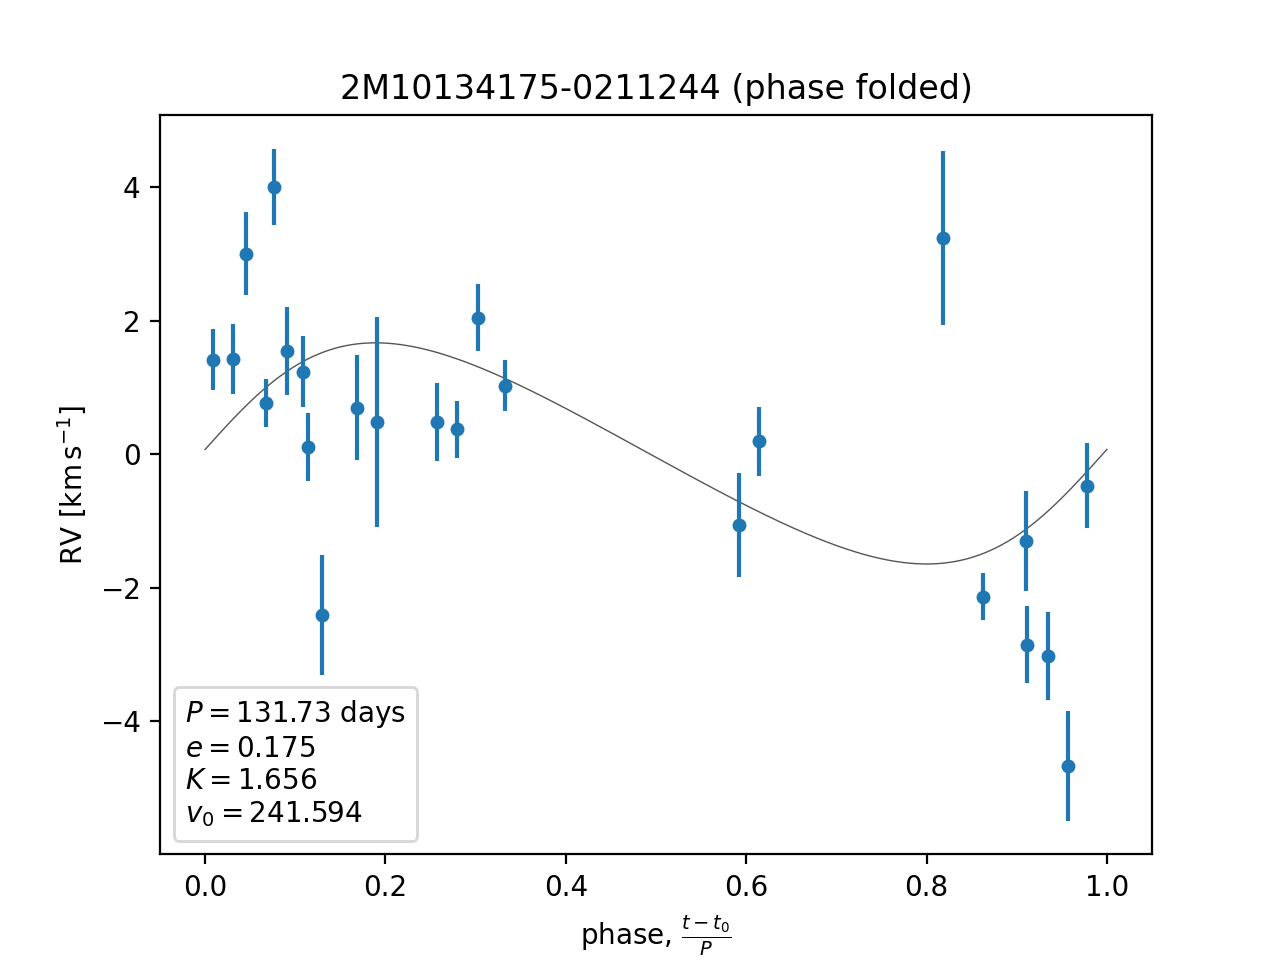 2M10134175-0211244 (phase folded)
4
2
0
−2
−4
RV [km s⁻¹]
P = 131.73 days
e = 0.175
K = 1.656
v₀ = 241.594
0.0 0.2 0.4 0.6 0.8 1.0
phase, (t − t₀)/P